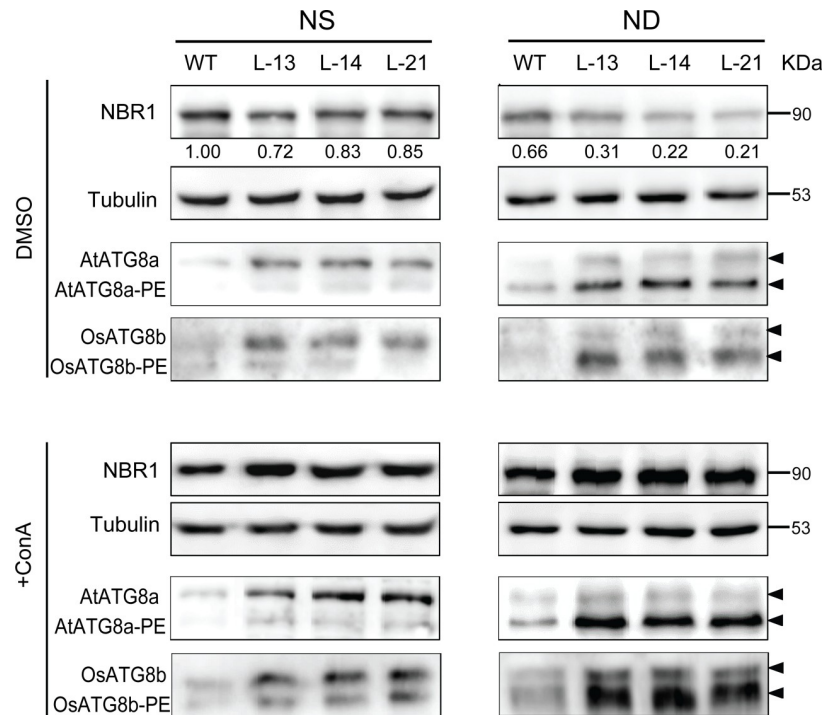 NS ND
WT L-13 L-14 L-21 WT L-13 L-14 L-21 KDa
DMSO
NBR1 90
1.00 0.72 0.83 0.85 0.66 0.31 0.22 0.21
Tubulin 53
AtATG8a
AtATG8a-PE
OsATG8b
OsATG8b-PE
+ConA
NBR1 90
Tubulin 53
AtATG8a
AtATG8a-PE
OsATG8b
OsATG8b-PE